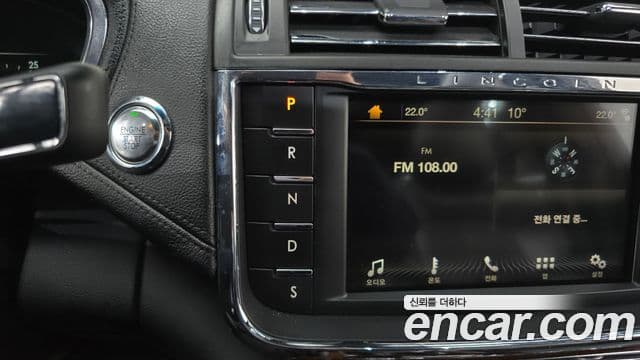 25
LINCOLN
ENGINE
START
STOP
P
R
N
D
S
22.0° 4:41 10° 22.0°
FM
FM 108.00
N
E
S
전화 연결 중...
오디오 온도 전화 앱 설정
신뢰를 더하다
encar.com